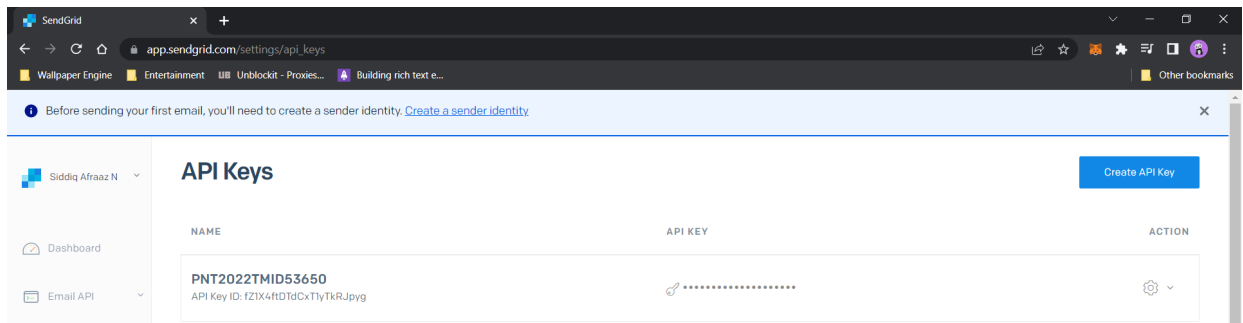 SendGrid
app.sendgrid.com/settings/api_keys
Wallpaper Engine Entertainment UB Unblockit - Proxies... Building rich text e... Other bookmarks
Before sending your first email, you'll need to create a sender identity. Create a sender identity
Siddiq Afraaz N
API Keys
Create API Key
NAME API KEY ACTION
Dashboard
PNT2022TMID53650
API Key ID: fZ1X4ftDTdCxT1yTkRJpyg
••••••••••••••••••••
Email API